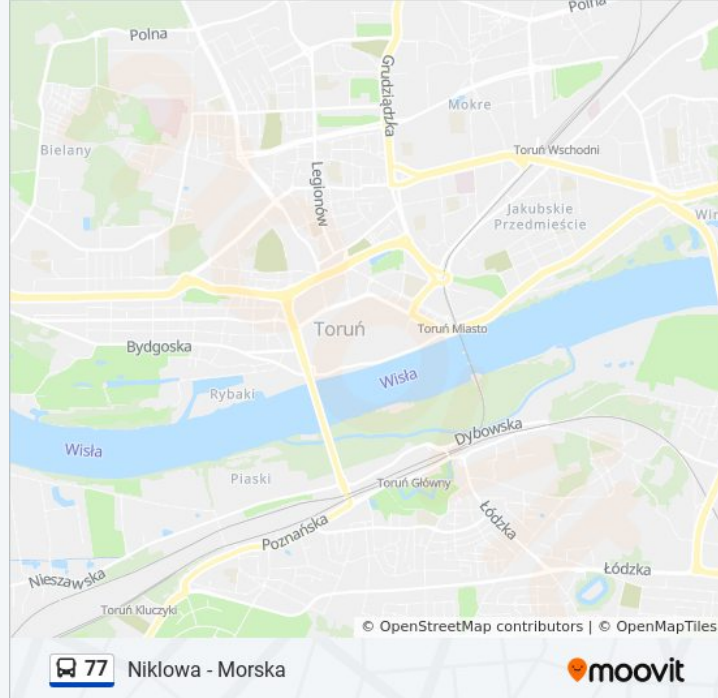 Polna
Polna
Grudziądzka
Mokre
Bielany
Toruń Wschodni
Legionów
Jakubskie
Przedmieście
Win
Toruń
Toruń Miasto
Bydgoska
Wisła
Rybaki
Dybowska
Wisła
Piaski
Toruń Główny
Łódzka
Poznańska
Łódzka
Nieszawska
Toruń Kluczyki
© OpenStreetMap contributors | © OpenMapTiles
77 Niklowa - Morska
moovit